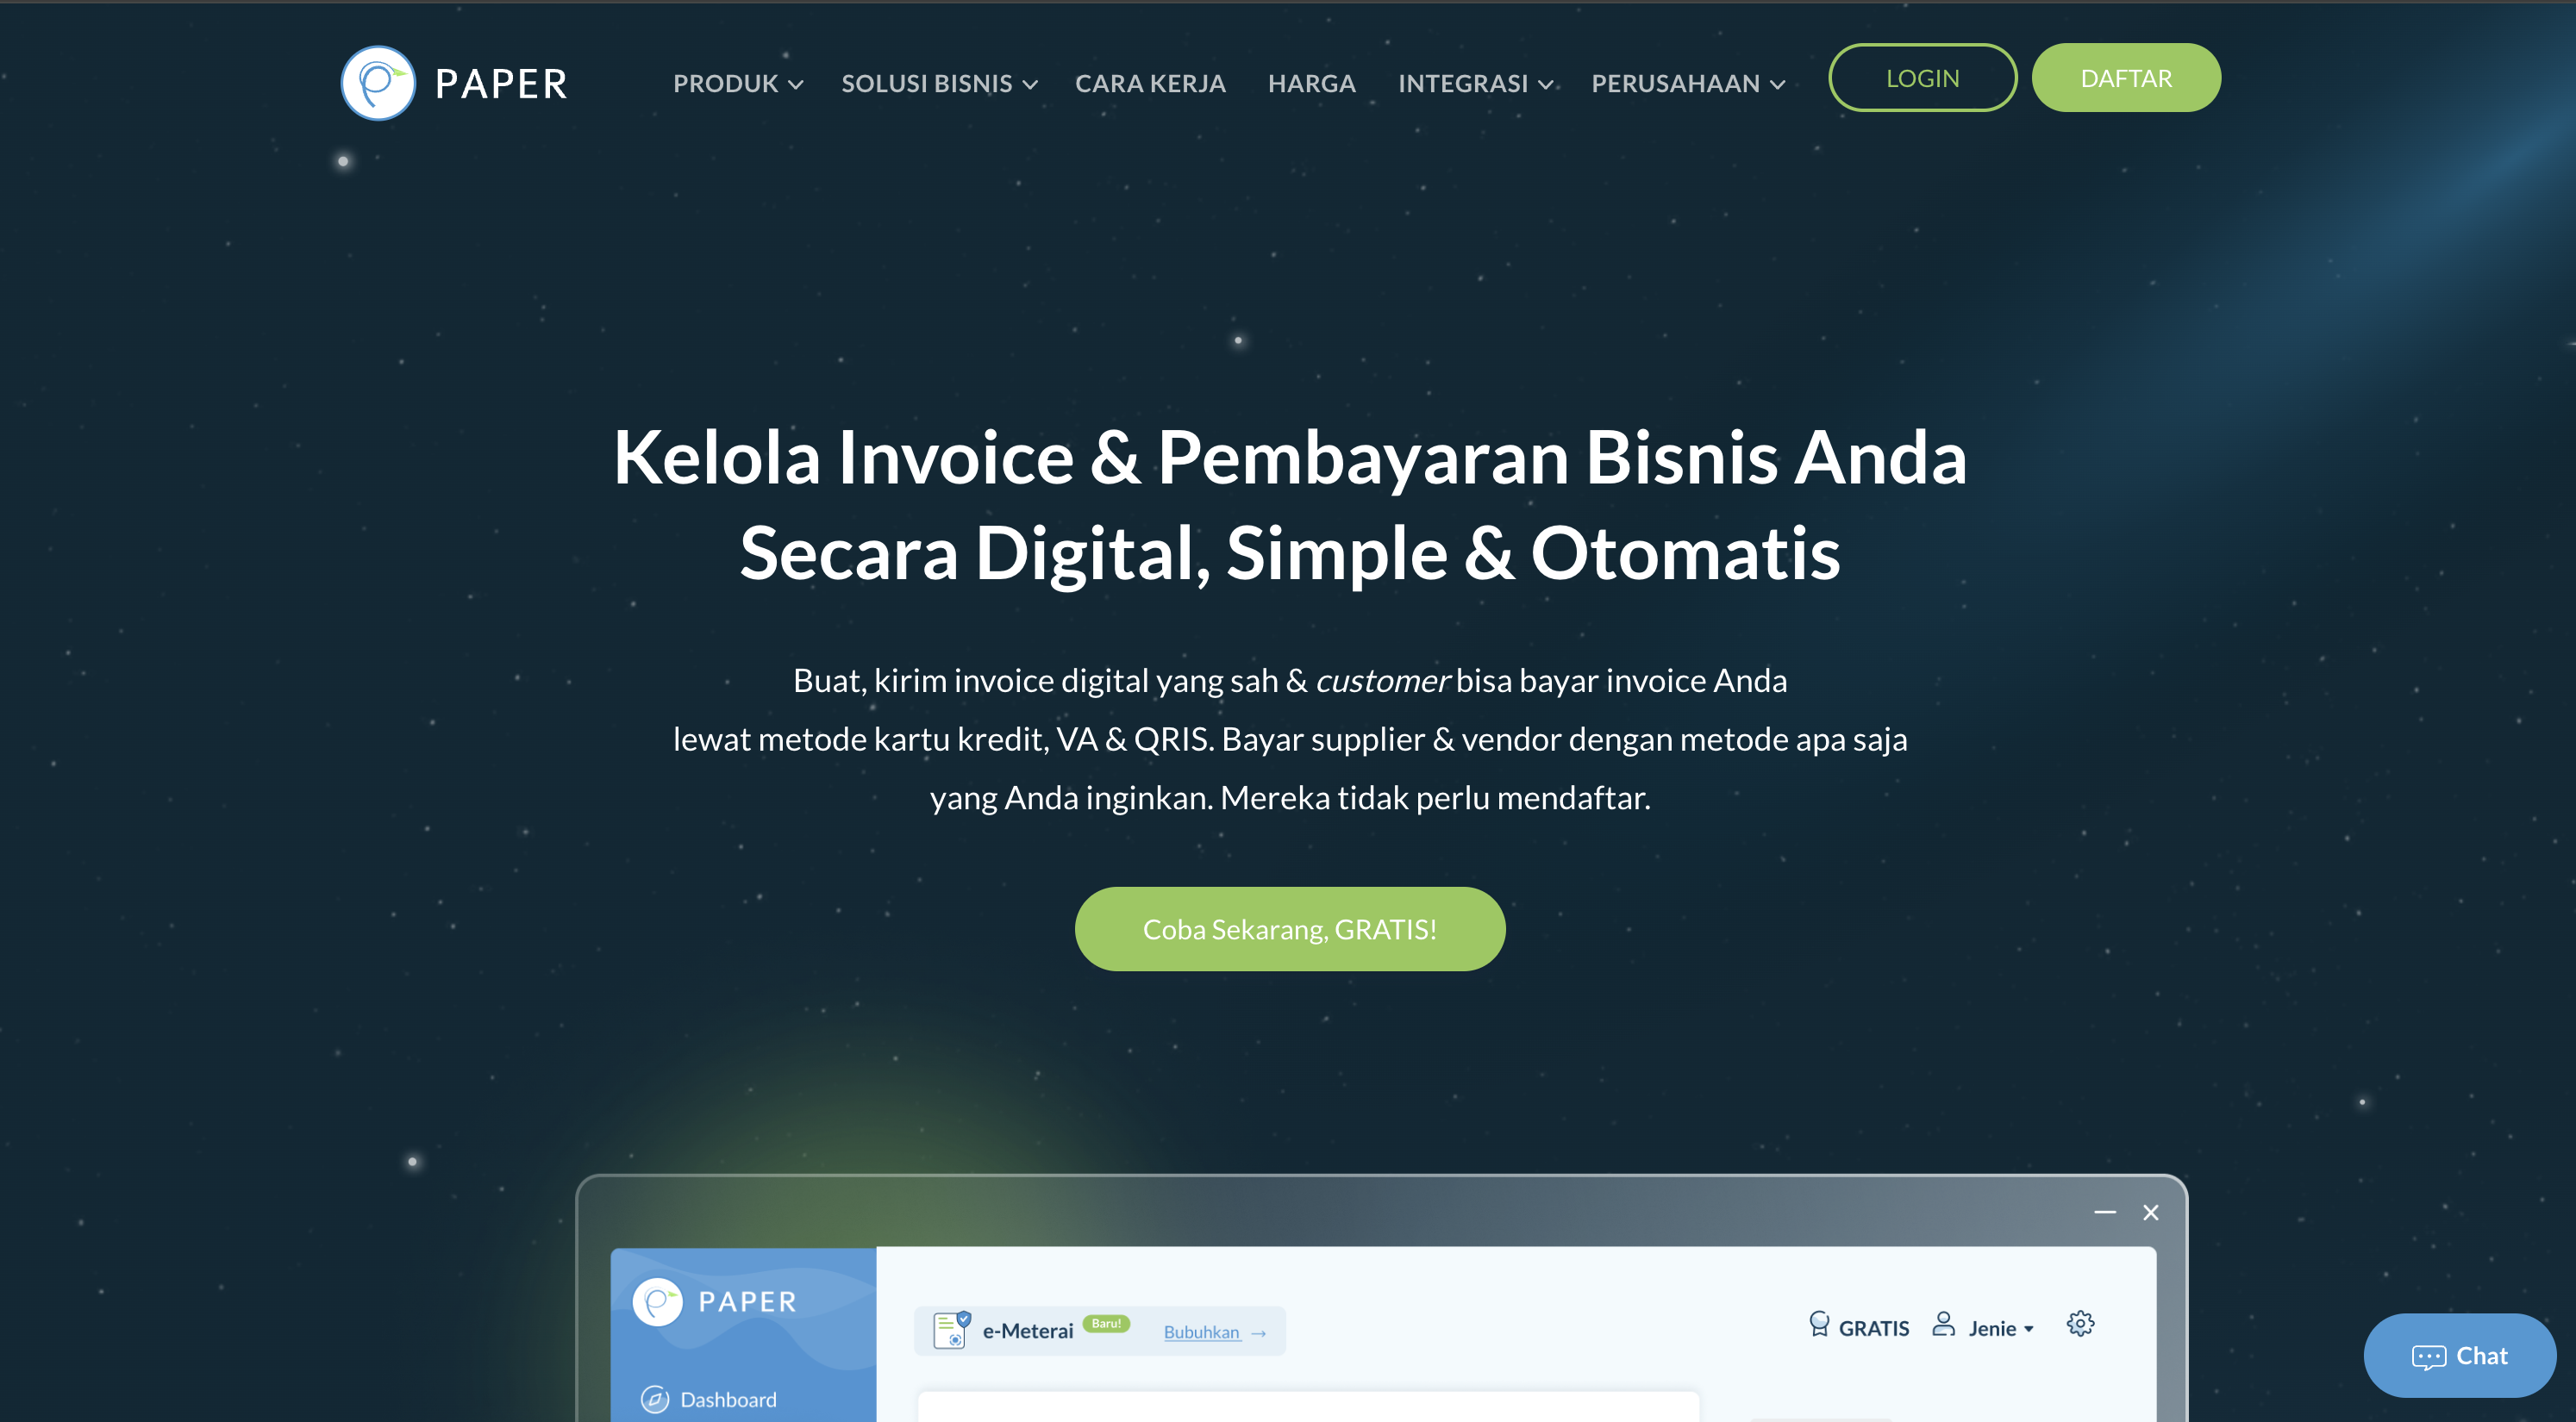 PAPER
PRODUK
SOLUSI BISNIS
CARA KERJA
HARGA
INTEGRASI
PERUSAHAAN
LOGIN
DAFTAR
Kelola Invoice & Pembayaran Bisnis Anda
Secara Digital, Simple & Otomatis
Buat, kirim invoice digital yang sah & customer bisa bayar invoice Anda
lewat metode kartu kredit, VA & QRIS. Bayar supplier & vendor dengan metode apa saja
yang Anda inginkan. Mereka tidak perlu mendaftar.
Coba Sekarang, GRATIS!
PAPER
e-Meterai
Baru!
Bubuhkan →
GRATIS
Jenie
Dashboard
Chat